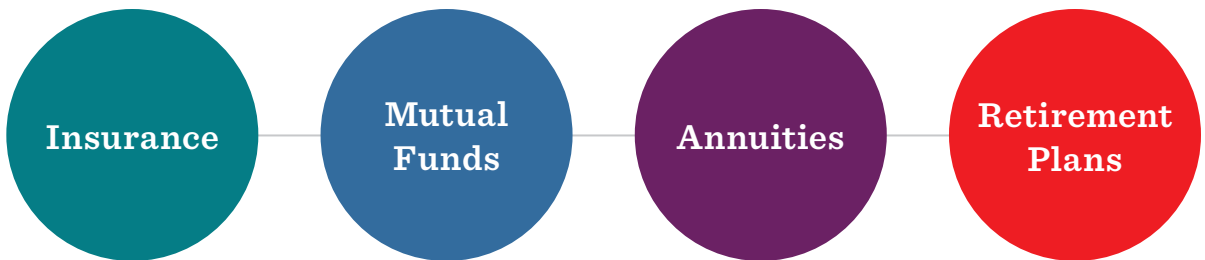 Insurance
Mutual
Funds
Annuities
Retirement
Plans